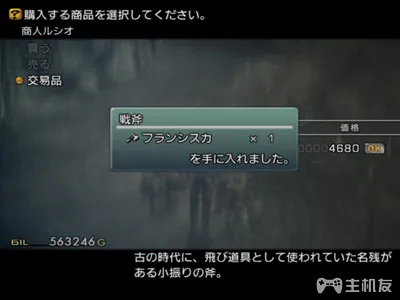 購入する商品を選択してください。
商人ルシオ
買う
売る
交易品
戦斧
フランシスカ × 1
を手に入れました。
価格
00004680 OK
GIL 563246G
古の時代に、飛び道具として使われていた名残
がある小振りの斧。
主机友